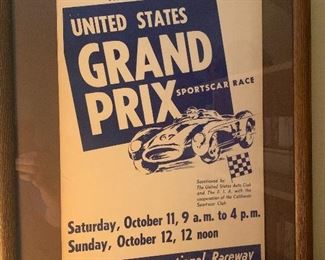 UNITED STATES
GRAND
PRIX
SPORTSCAR RACE
67
Sanctioned by
The United States Auto Club
and The F. I. A. with the
cooperation of the California
Sportscar Club
Saturday, October 11, 9 a.m. to 4 p.m.
Sunday, October 12, 12 noon
Raceway